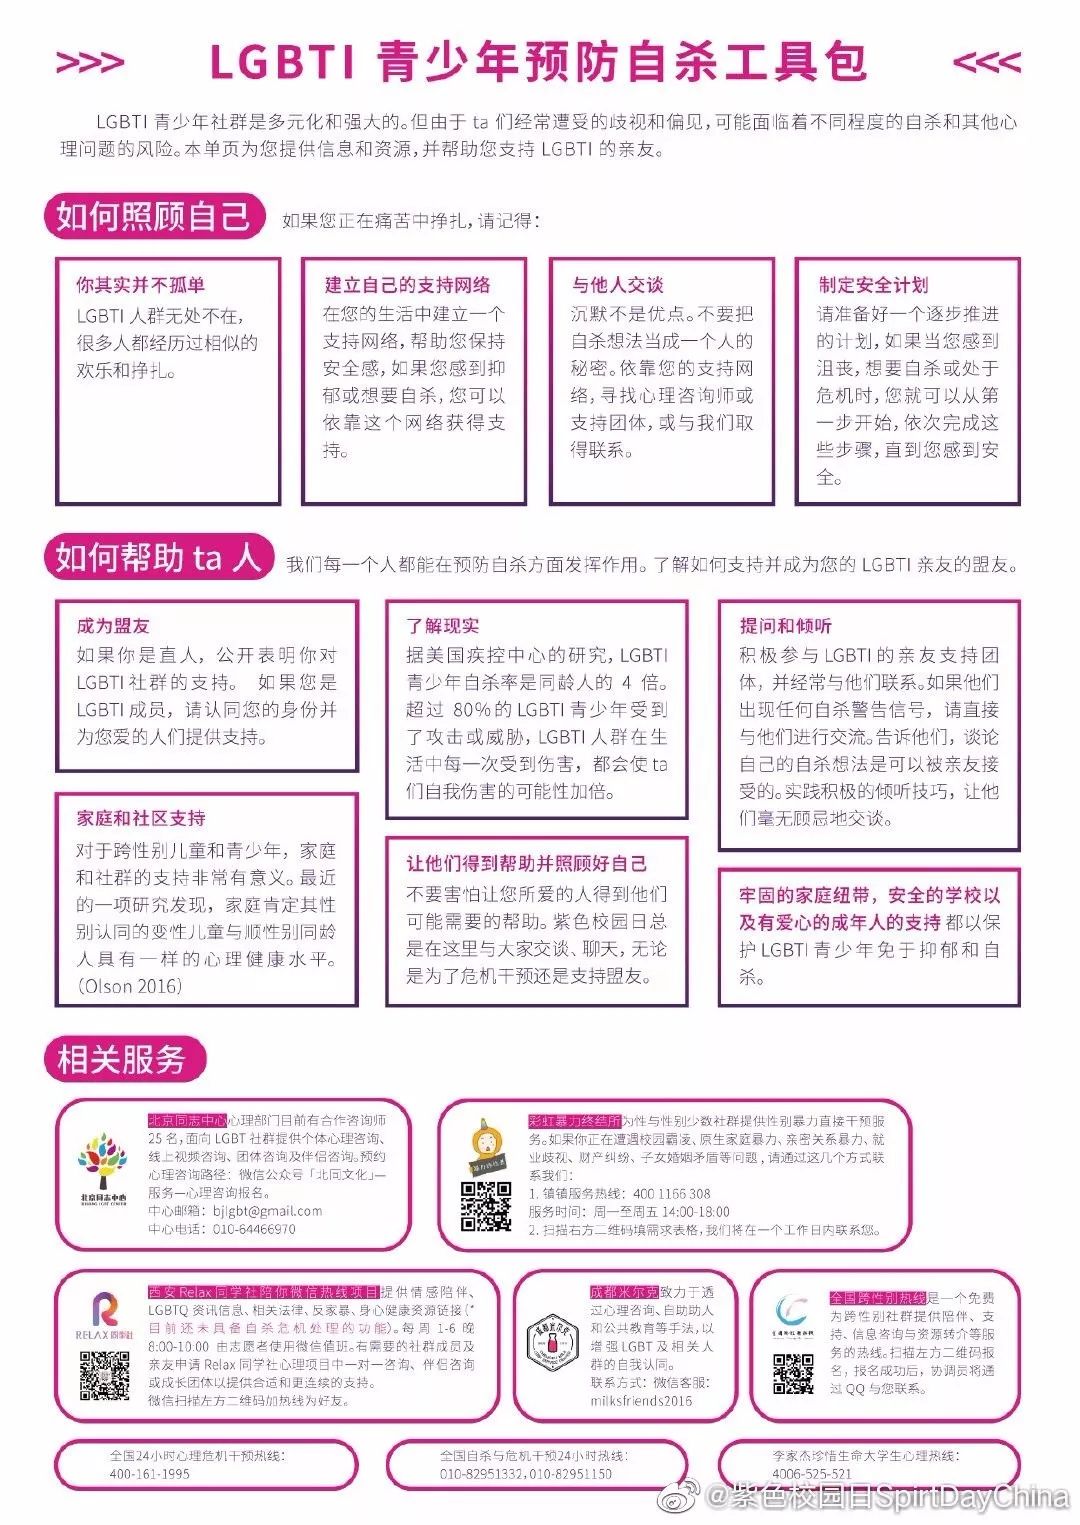 >>> LGBTI 青少年预防自杀工具包 <<<
LGBTI 青少年社群是多元化和强大的。但由于 ta 们经常遭受的歧视和偏见，可能面临着不同程度的自杀和其他心
理问题的风险。本单页为您提供信息和资源，并帮助您支持 LGBTI 的亲友。
如何照顾自己 如果您正在痛苦中挣扎，请记得：
你其实并不孤单
LGBTI 人群无处不在，
很多人都经历过相似的
欢乐和挣扎。
建立自己的支持网络
在您的生活中建立一个
支持网络，帮助您保持
安全感，如果您感到抑
郁或想要自杀，您可以
依靠这个网络获得支
持。
与他人交谈
沉默不是优点。不要把
自杀想法当成一个人的
秘密。依靠您的支持网
络，寻找心理咨询师或
支持团体，或与我们取
得联系。
制定安全计划
请准备好一个逐步推进
的计划，如果当您感到
沮丧，想要自杀或处于
危机时，您就可以从第
一步开始，依次完成这
些步骤，直到您感到安
全。
如何帮助 ta 人 我们每一个人都能在预防自杀方面发挥作用。了解如何支持并成为您的 LGBTI 亲友的盟友。
成为盟友
如果你是直人，公开表明你对
LGBTI 社群的支持。 如果您是
LGBTI 成员，请认同您的身份并
为您爱的人们提供支持。
家庭和社区支持
对于跨性别儿童和青少年，家庭
和社群的支持非常有意义。最近
的一项研究发现，家庭肯定其性
别认同的变性儿童与顺性别同龄
人具有一样的心理健康水平。
（Olson 2016）
了解现实
据美国疾控中心的研究，LGBTI
青少年自杀率是同龄人的 4 倍。
超过 80%的 LGBTI 青少年受到
了攻击或威胁，LGBTI 人群在生
活中每一次受到伤害，都会使 ta
们自我伤害的可能性加倍。
让他们得到帮助并照顾好自己
不要害怕让您所爱的人得到他们
可能需要的帮助。紫色校园日总
是在这里与大家交谈、聊天，无论
是为了危机干预还是支持盟友。
提问和倾听
积极参与 LGBTI 的亲友支持团
体，并经常与他们联系。如果他们
出现任何自杀警告信号，请直接
与他们进行交流。告诉他们，谈论
自己的自杀想法是可以被亲友接
受的。实践积极的倾听技巧，让他
们毫无顾忌地交谈。
牢固的家庭纽带，安全的学校以
及有爱心的成年人的支持 都以保
护 LGBTI 青少年免于抑郁和自
杀。
相关服务
北京同志中心
BEIJING LGBT CENTER
北京同志中心心理部门目前有合作咨询师
25 名，面向 LGBT 社群提供个体心理咨询、
线上视频咨询、团体咨询及伴侣咨询。预约
心理咨询路径：微信公众号「北同文化」—
服务—心理咨询报名。
中心邮箱：bjlgbt@gmail.com
中心电话：010-64466970
彩虹暴力终结所为性与性别少数社群提供性别暴力直接干预服
务。如果你正在遭遇校园霸凌、原生家庭暴力、亲密关系暴力、就
业歧视、财产纠纷、子女婚姻矛盾等问题，请通过这几个方式联
系我们：
1. 镇镇服务热线：400 1166 308
服务时间：周一至周五 14:00-18:00
2. 扫描右方二维码填需求表格，我们将在一个工作日内联系您。
RELAX 同学社
西安 Relax 同学社陪你微信热线项目提供情感陪伴、
LGBTQ 资讯信息、相关法律、反家暴、身心健康资源链接（*
目前还未具备自杀危机处理的功能）。每周 1-6 晚
8:00-10:00 由志愿者使用微信值班。有需要的社群成员及
亲友申请 Relax 同学社心理项目中一对一咨询、伴侣咨询
或成长团体以提供合适和更连续的支持。
微信扫描左方二维码加热线为好友。
成都米尔克致力于透
过心理咨询、自助助人
和公共教育等手法，以
增强 LGBT 及相关人
群的自我认同。
联系方式：微信客服：
milksfriends2016
全国跨性别热线
全国跨性别热线是一个免费
为跨性别社群提供陪伴、支
持、信息咨询与资源转介等服
务的热线。扫描左方二维码报
名，报名成功后，协调员将通
过 QQ 与您联系。
全国24小时心理危机干预热线：
400-161-1995
全国自杀与危机干预24小时热线：
010-82951332,010-82951150
李家杰珍惜生命大学生心理热线：
4006-525-521
@紫色校园日SpirtDayChina